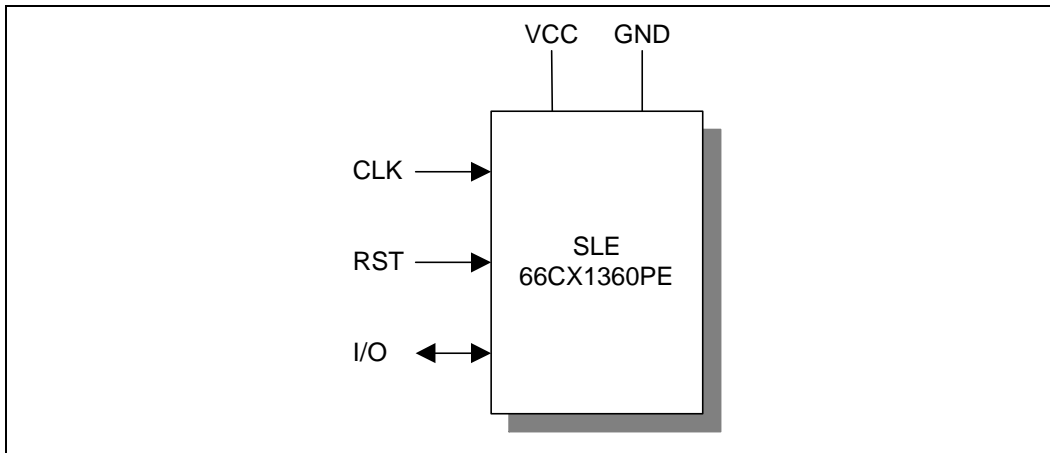 VCC GND
CLK
RST
SLE
66CX1360PE
I/O